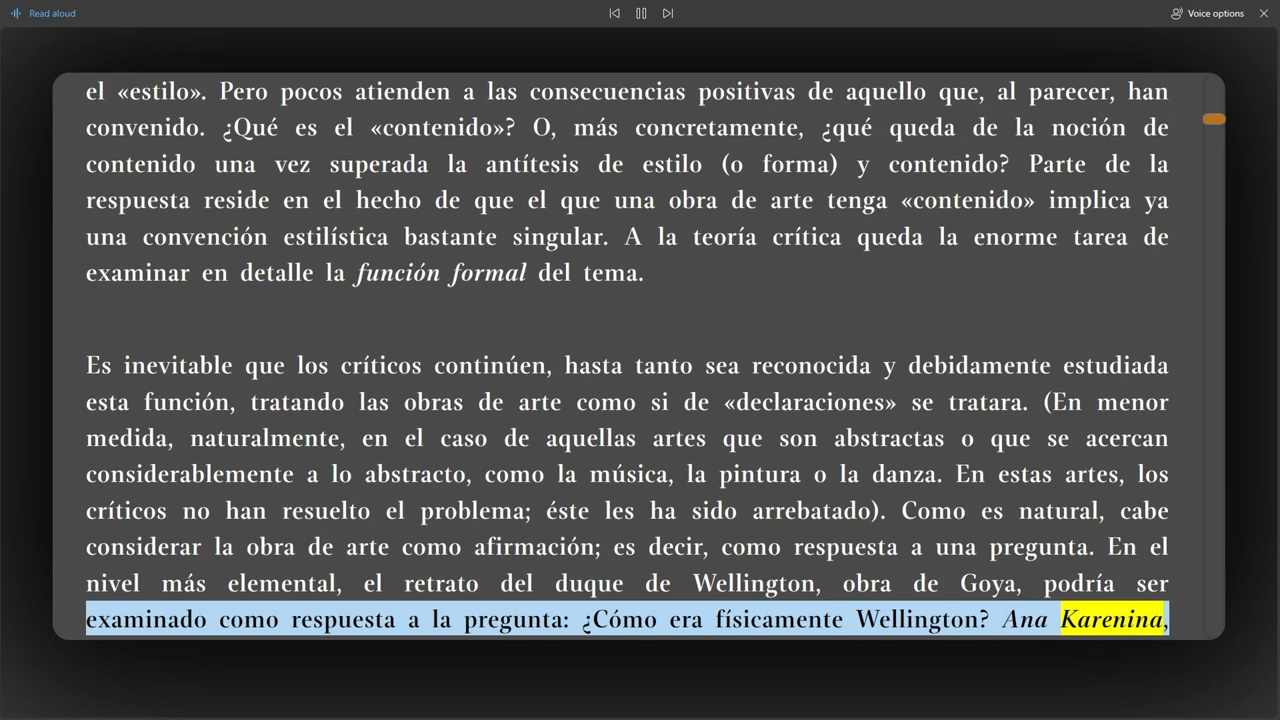 Read aloud
Voice options
el «estilo». Pero pocos atienden a las consecuencias positivas de aquello que, al parecer, han
convenido. ¿Qué es el «contenido»? O, más concretamente, ¿qué queda de la noción de
contenido una vez superada la antítesis de estilo (o forma) y contenido? Parte de la
respuesta reside en el hecho de que el que una obra de arte tenga «contenido» implica ya
una convención estilística bastante singular. A la teoría crítica queda la enorme tarea de
examinar en detalle la función formal del tema.
Es inevitable que los críticos continúen, hasta tanto sea reconocida y debidamente estudiada
esta función, tratando las obras de arte como si de «declaraciones» se tratara. (En menor
medida, naturalmente, en el caso de aquellas artes que son abstractas o que se acercan
considerablemente a lo abstracto, como la música, la pintura o la danza. En estas artes, los
críticos no han resuelto el problema; éste les ha sido arrebatado). Como es natural, cabe
considerar la obra de arte como afirmación; es decir, como respuesta a una pregunta. En el
nivel más elemental, el retrato del duque de Wellington, obra de Goya, podría ser
examinado como respuesta a la pregunta: ¿Cómo era físicamente Wellington? Ana Karenina,